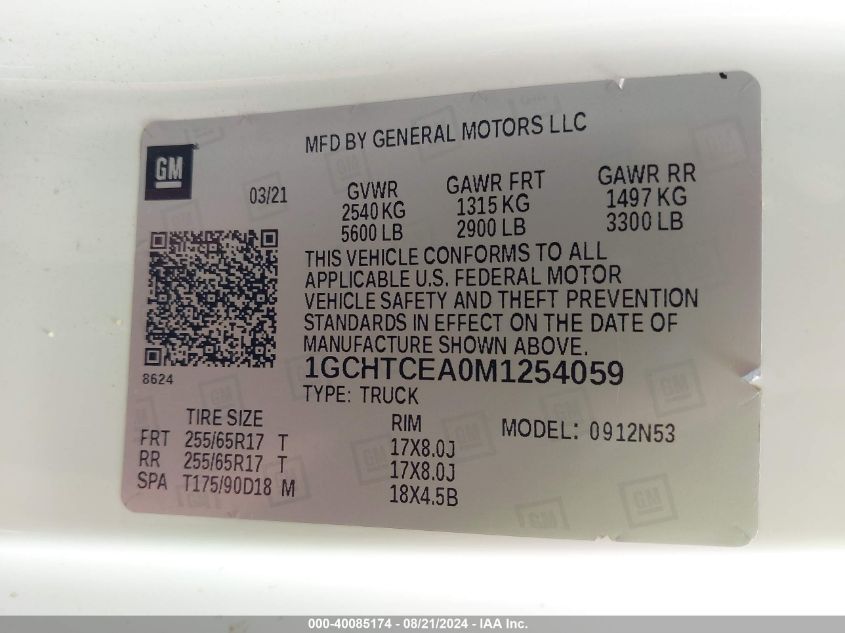 MFD BY GENERAL MOTORS LLC
GM
03/21
GVWR GAWR FRT GAWR RR
2540 KG 1315 KG 1497 KG
5600 LB 2900 LB 3300 LB
THIS VEHICLE CONFORMS TO ALL
APPLICABLE U.S. FEDERAL MOTOR
VEHICLE SAFETY AND THEFT PREVENTION
STANDARDS IN EFFECT ON THE DATE OF
MANUFACTURE SHOWN ABOVE.
1GCHTCEA0M1254059
8624
TYPE: TRUCK
TIRE SIZE RIM MODEL: 0912N53
FRT 255/65R17 T 17X8.0J
RR 255/65R17 T 17X8.0J
SPA T175/90D18 M 18X4.5B
000-40085174 - 08/21/2024 - IAA Inc.